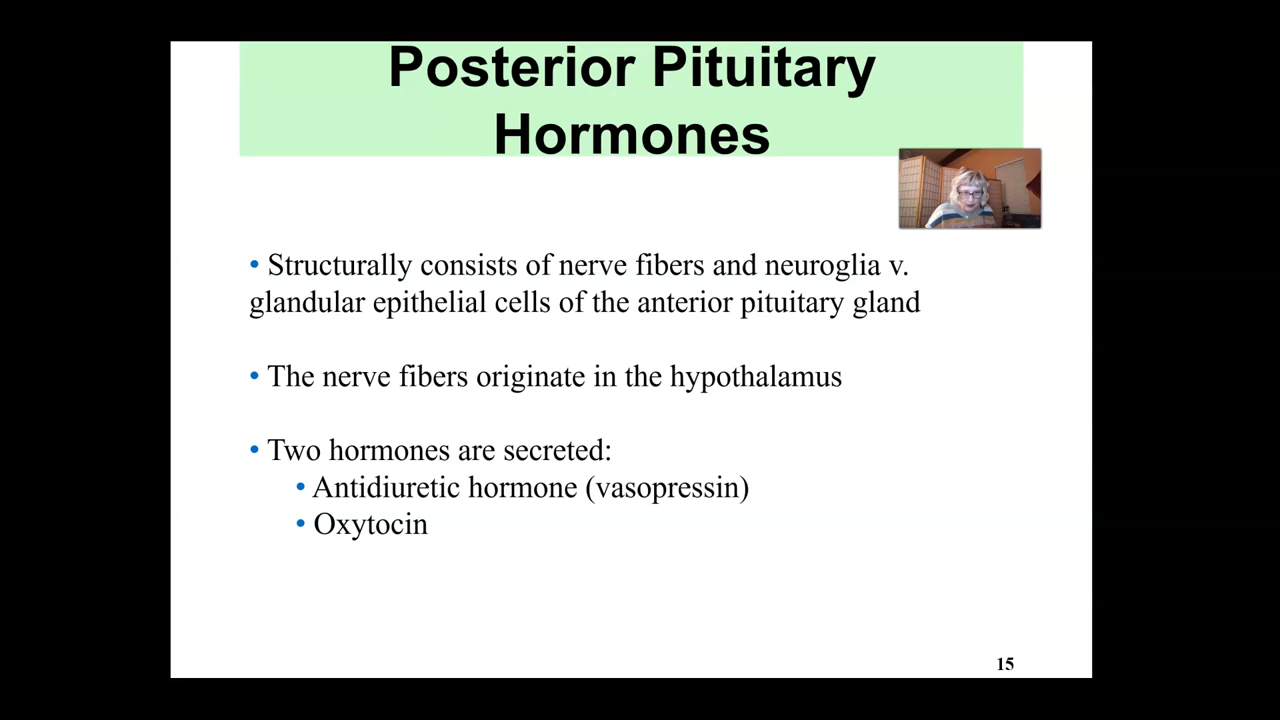 Posterior Pituitary
Hormones
• Structurally consists of nerve fibers and neuroglia v.
glandular epithelial cells of the anterior pituitary gland
• The nerve fibers originate in the hypothalamus
• Two hormones are secreted:
• Antidiuretic hormone (vasopressin)
• Oxytocin
15